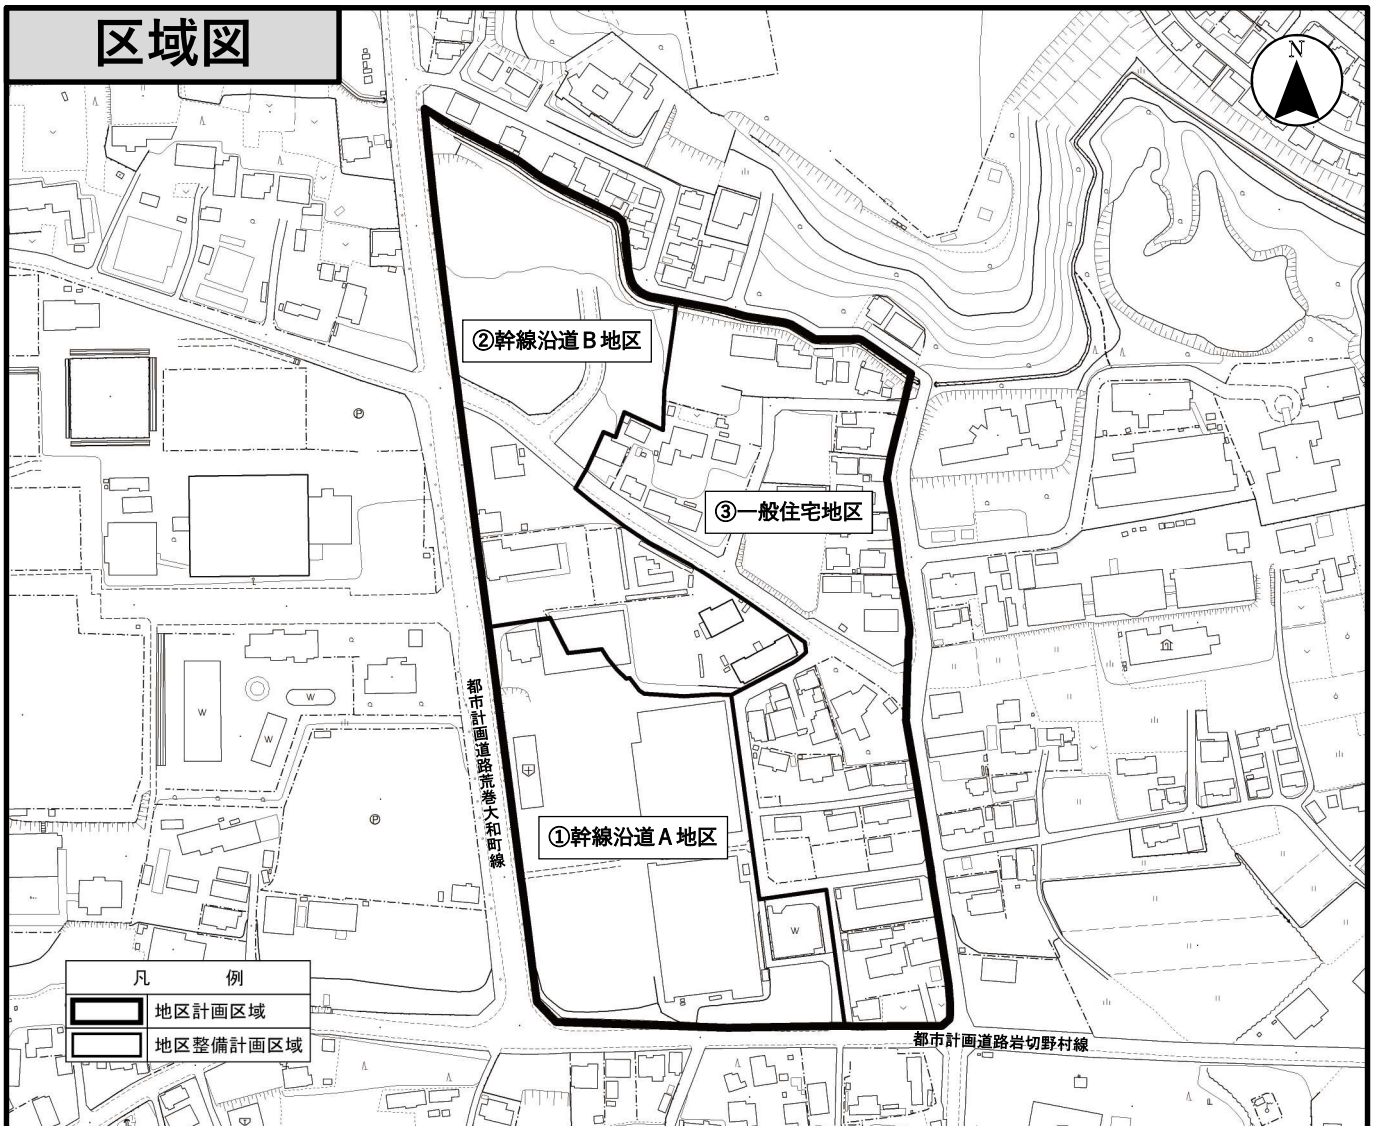 区域図
N
②幹線沿道B地区
③一般住宅地区
都市計画道路荒巻大和町線
①幹線沿道A地区
凡 例
地区計画区域
地区整備計画区域
都市計画道路岩切野村線
P
W
W
W
P
W